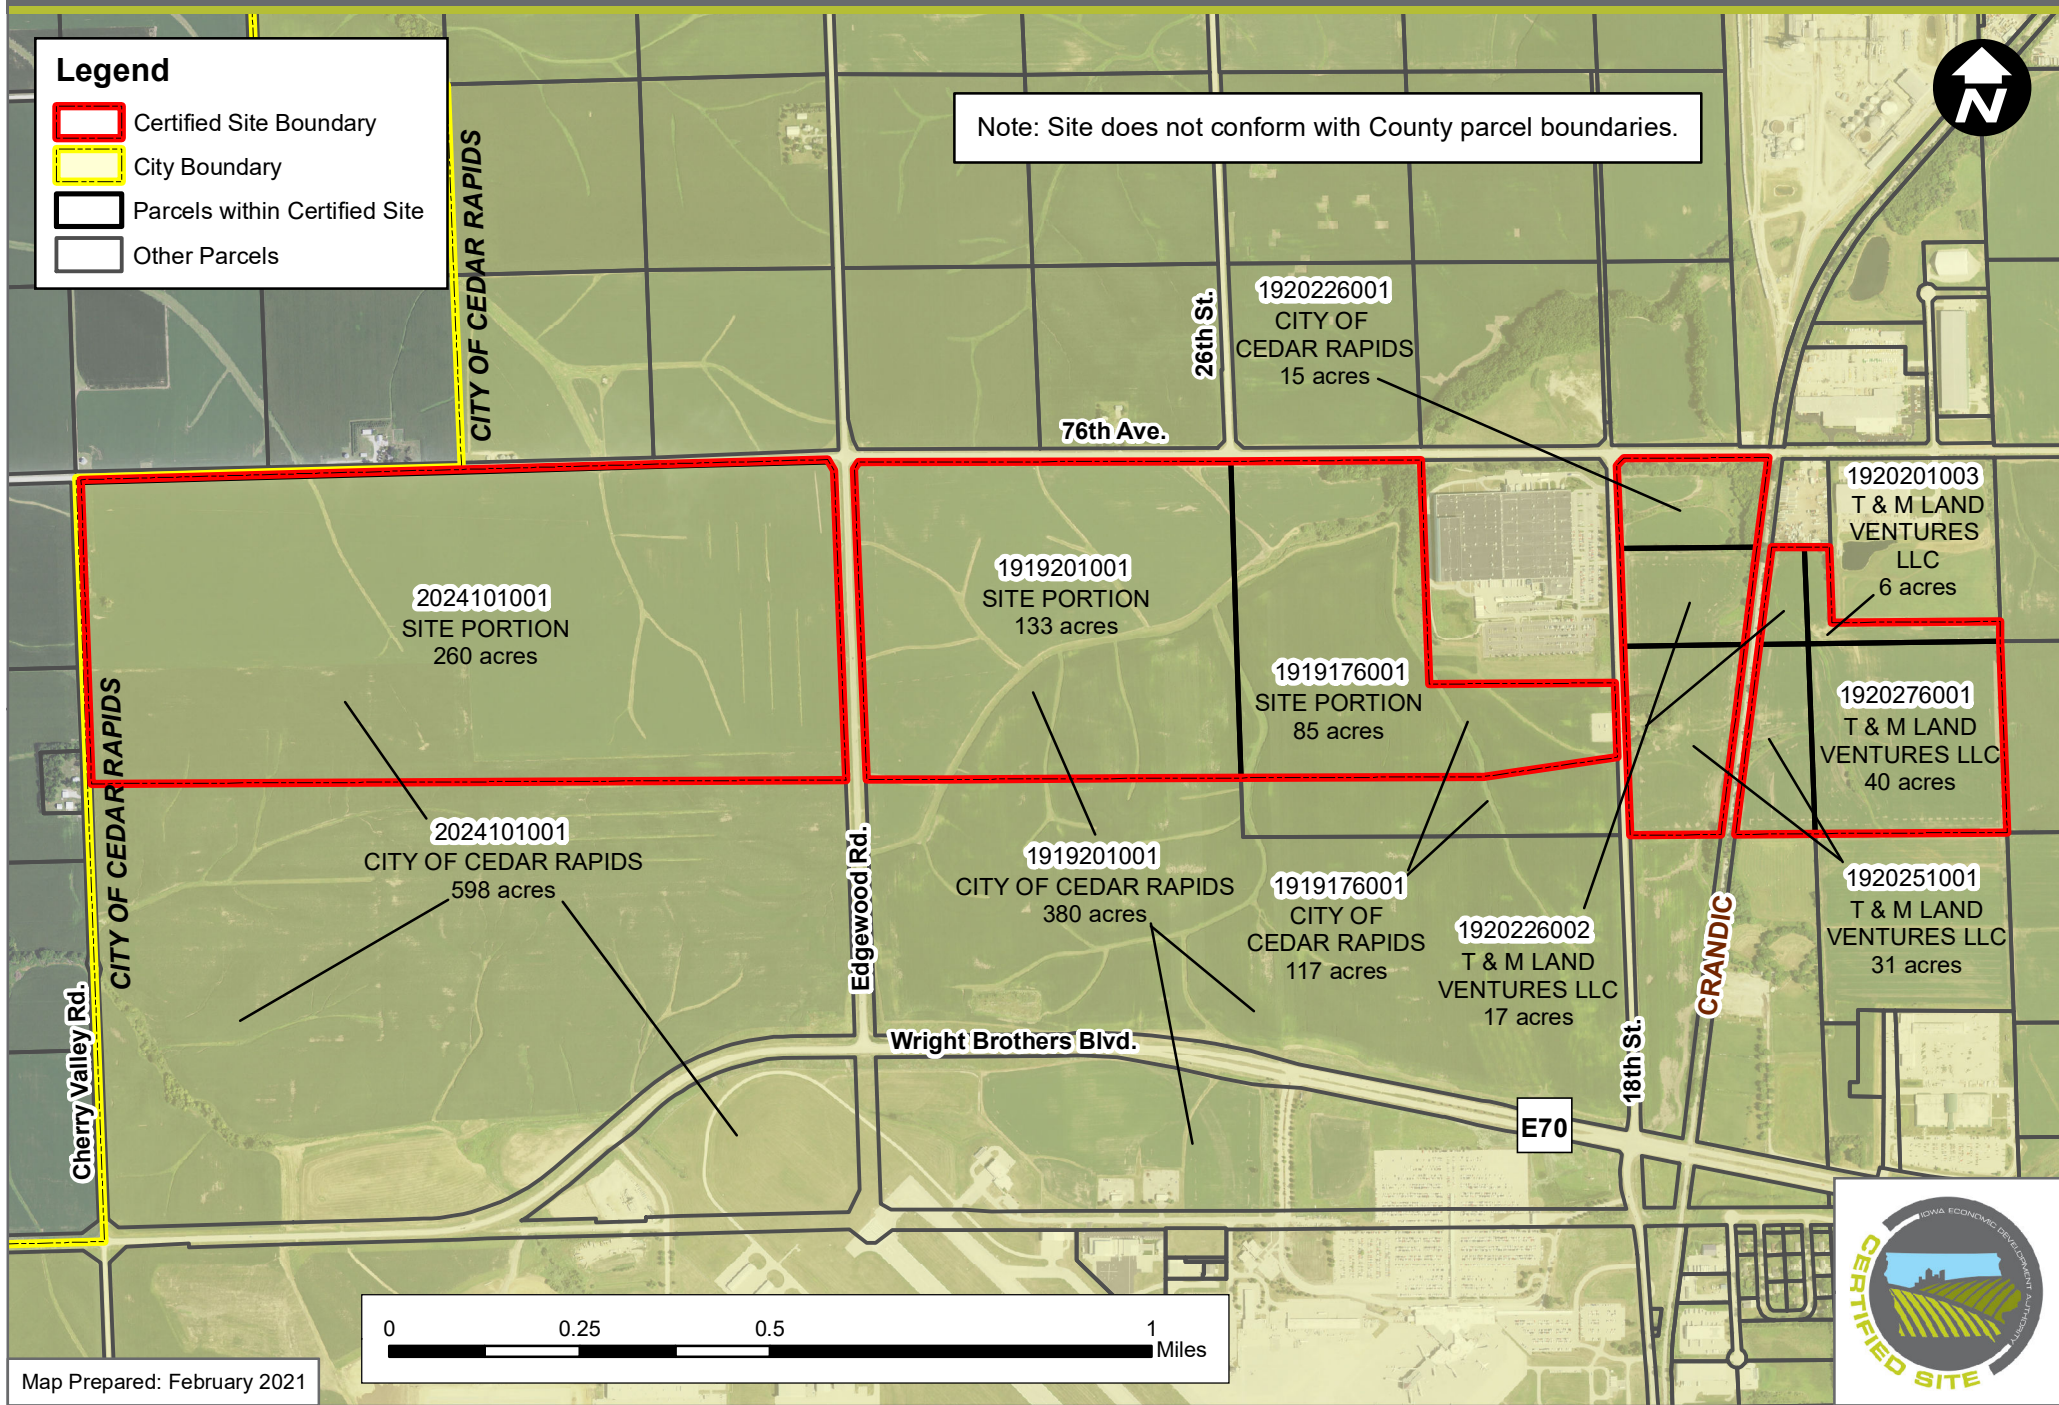 Legend
Certified Site Boundary
City Boundary
Parcels within Certified Site
Other Parcels
Note: Site does not conform with County parcel boundaries.
N
CITY OF CEDAR RAPIDS
26th St.
1920226001
CITY OF
CEDAR RAPIDS
15 acres
76th Ave.
1920201003
T & M LAND
VENTURES
LLC
6 acres
2024101001
SITE PORTION
260 acres
1919201001
SITE PORTION
133 acres
1919176001
SITE PORTION
85 acres
1920276001
T & M LAND
VENTURES LLC
40 acres
CITY OF CEDAR RAPIDS
2024101001
CITY OF CEDAR RAPIDS
598 acres
Edgewood Rd.
1919201001
CITY OF CEDAR RAPIDS
380 acres
1919176001
CITY OF
CEDAR RAPIDS
117 acres
1920226002
T & M LAND
VENTURES LLC
17 acres
1920251001
T & M LAND
VENTURES LLC
31 acres
CRANDIC
Cherry Valley Rd.
Wright Brothers Blvd.
18th St.
E70
0 0.25 0.5 1
Miles
Map Prepared: February 2021
IOWA ECONOMIC DEVELOPMENT AUTHORITY
CERTIFIED SITE